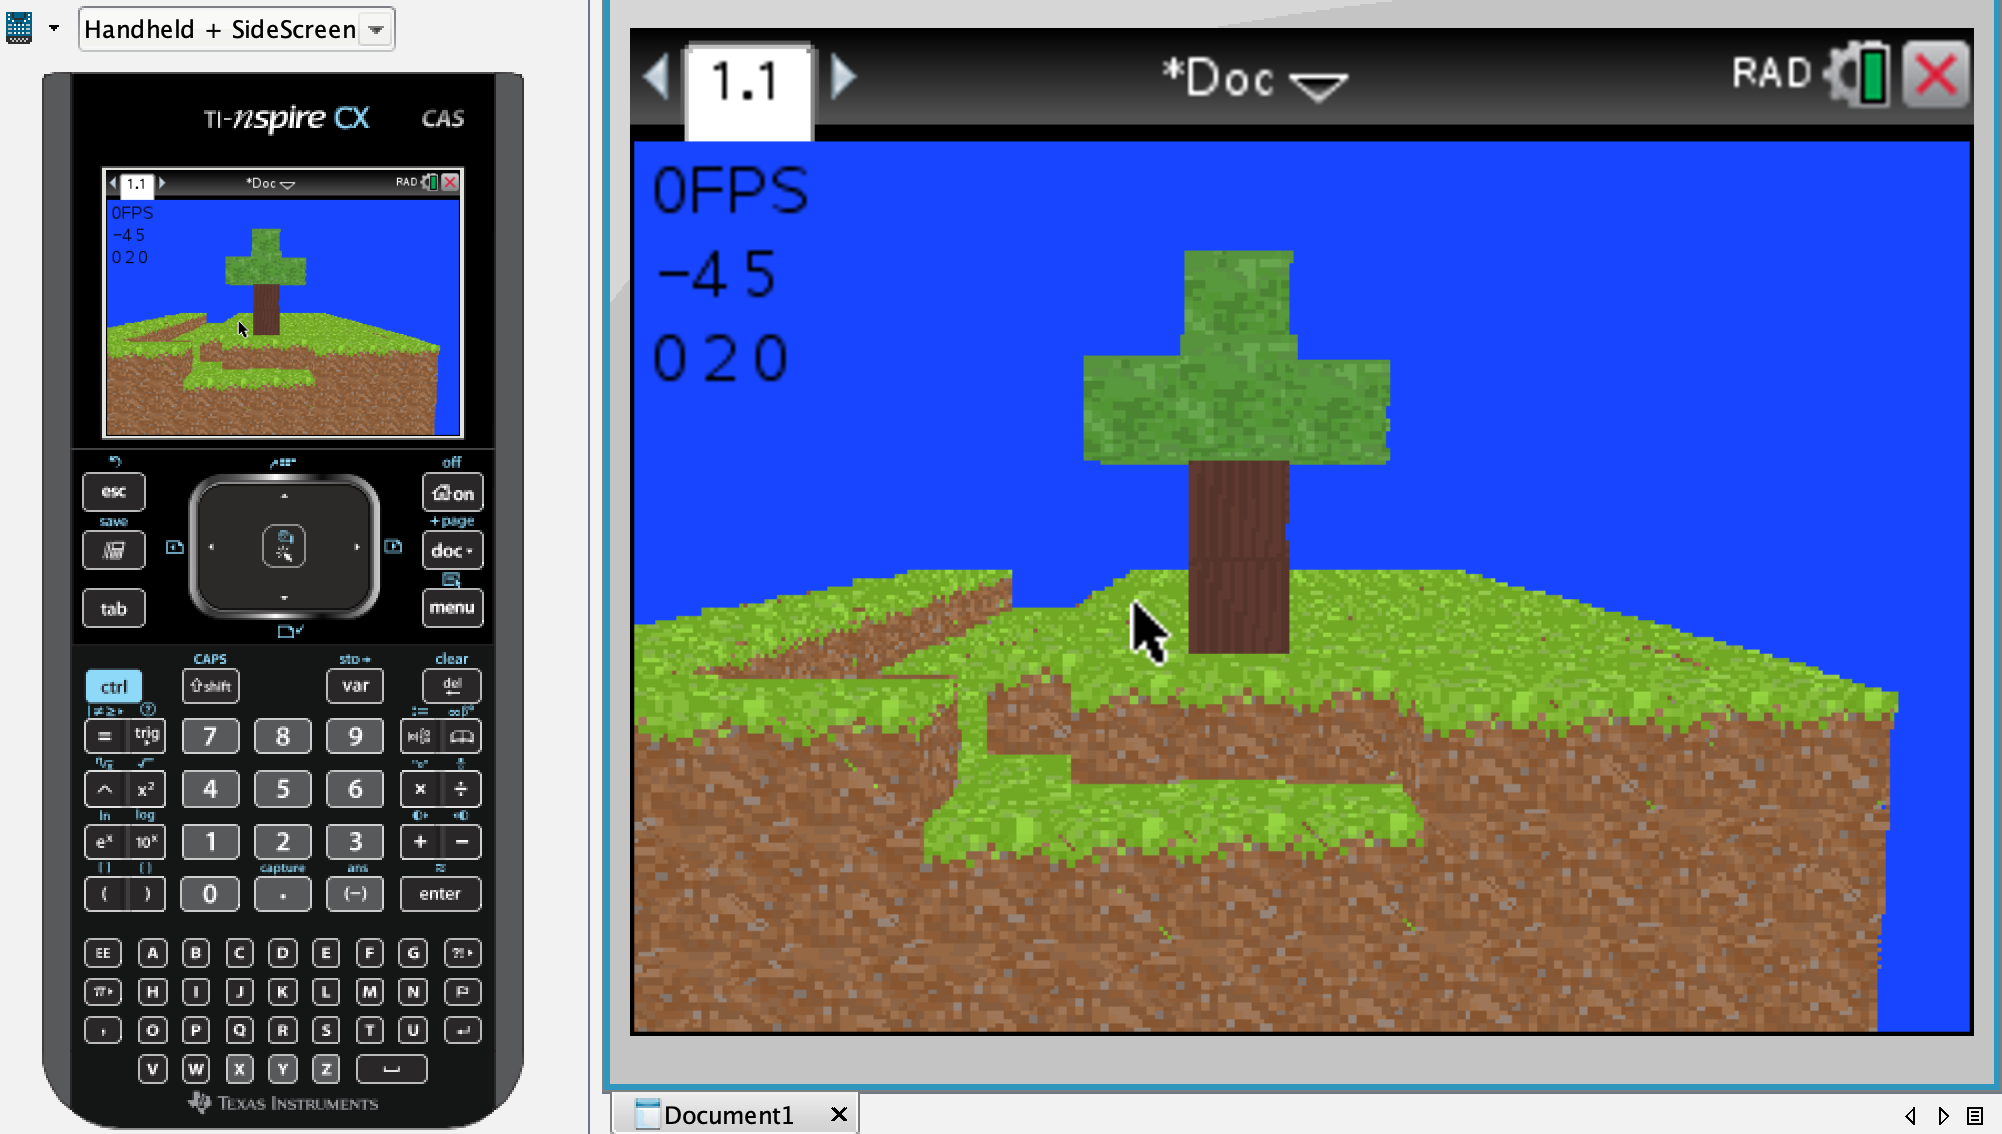 Handheld + SideScreen
TI-nspire CX CAS
1.1 *Doc RAD
0FPS
-4 5
0 2 0
off
esc on
save +page
doc
tab menu
CAPS sto→ clear
ctrl shift var del
= trig 7 8 9
^ x² 4 5 6 × ÷
ln log
eˣ 10ˣ 1 2 3 + −
[ ] { } capture ans ≈
( ) 0 . (−) enter
EE A B C D E F G ?!▸
π▸ H I J K L M N
, O P Q R S T U
V W X Y Z
TEXAS INSTRUMENTS
1.1 *Doc RAD
0FPS
−4 5
0 2 0
Document1